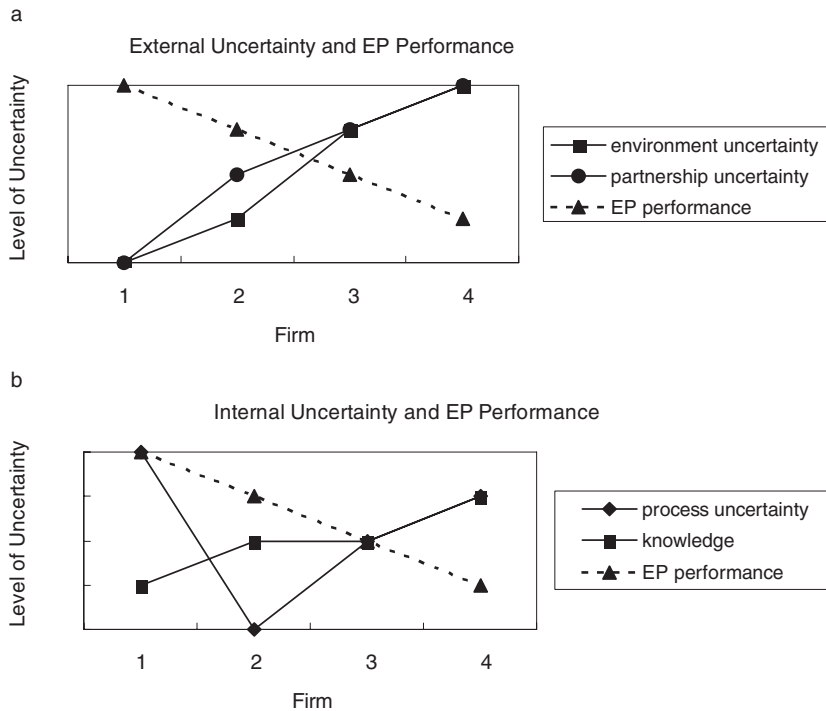 a
External Uncertainty and EP Performance
Level of Uncertainty
1 2 3 4
Firm
environment uncertainty
partnership uncertainty
EP performance
b
Internal Uncertainty and EP Performance
Level of Uncertainty
1 2 3 4
Firm
process uncertainty
knowledge
EP performance